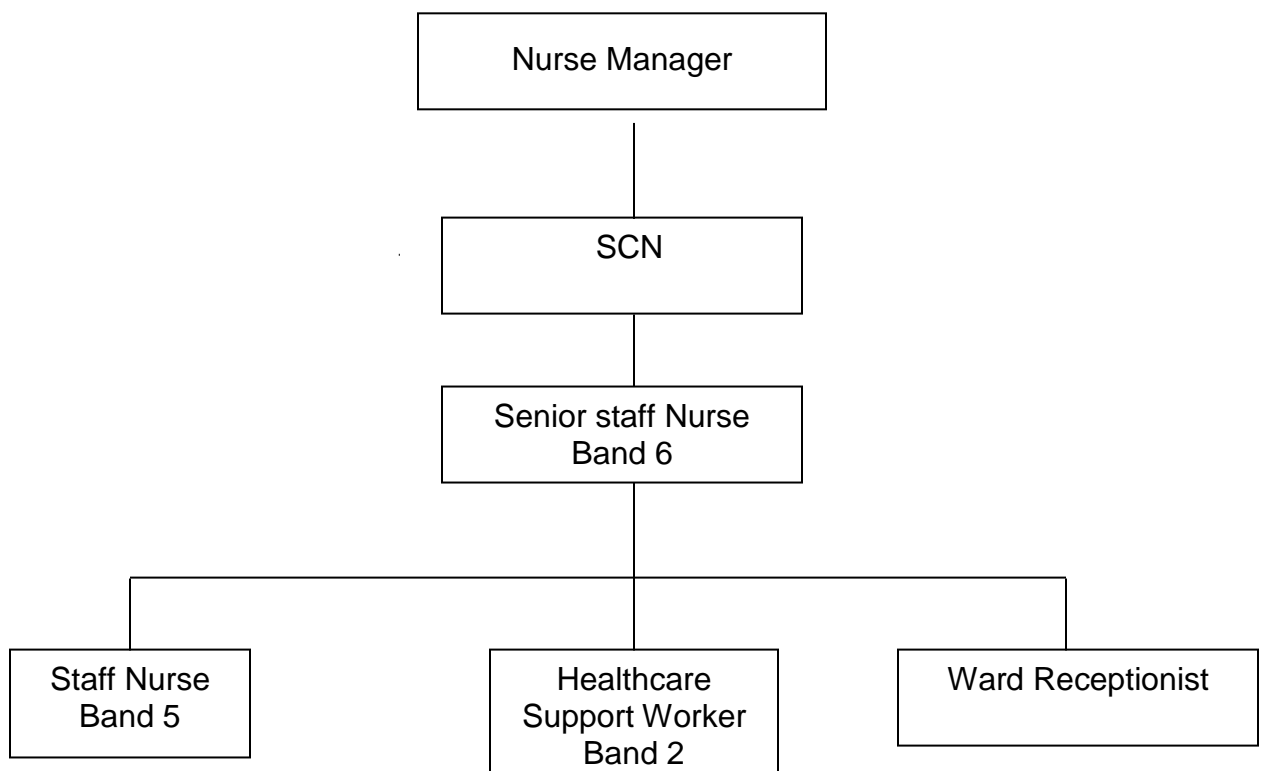 Nurse Manager
SCN
Senior staff Nurse
Band 6
Staff Nurse
Band 5
Healthcare
Support Worker
Band 2
Ward Receptionist